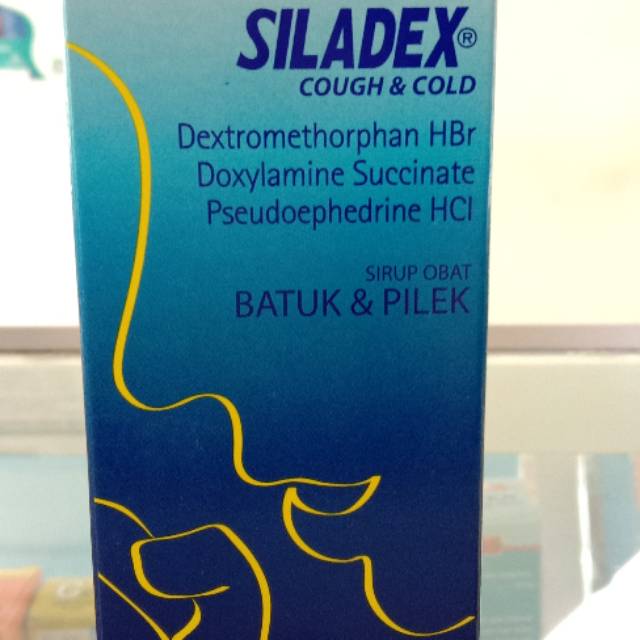 SILADEX®
COUGH & COLD
Dextromethorphan HBr
Doxylamine Succinate
Pseudoephedrine HCl
SIRUP OBAT
BATUK & PILEK